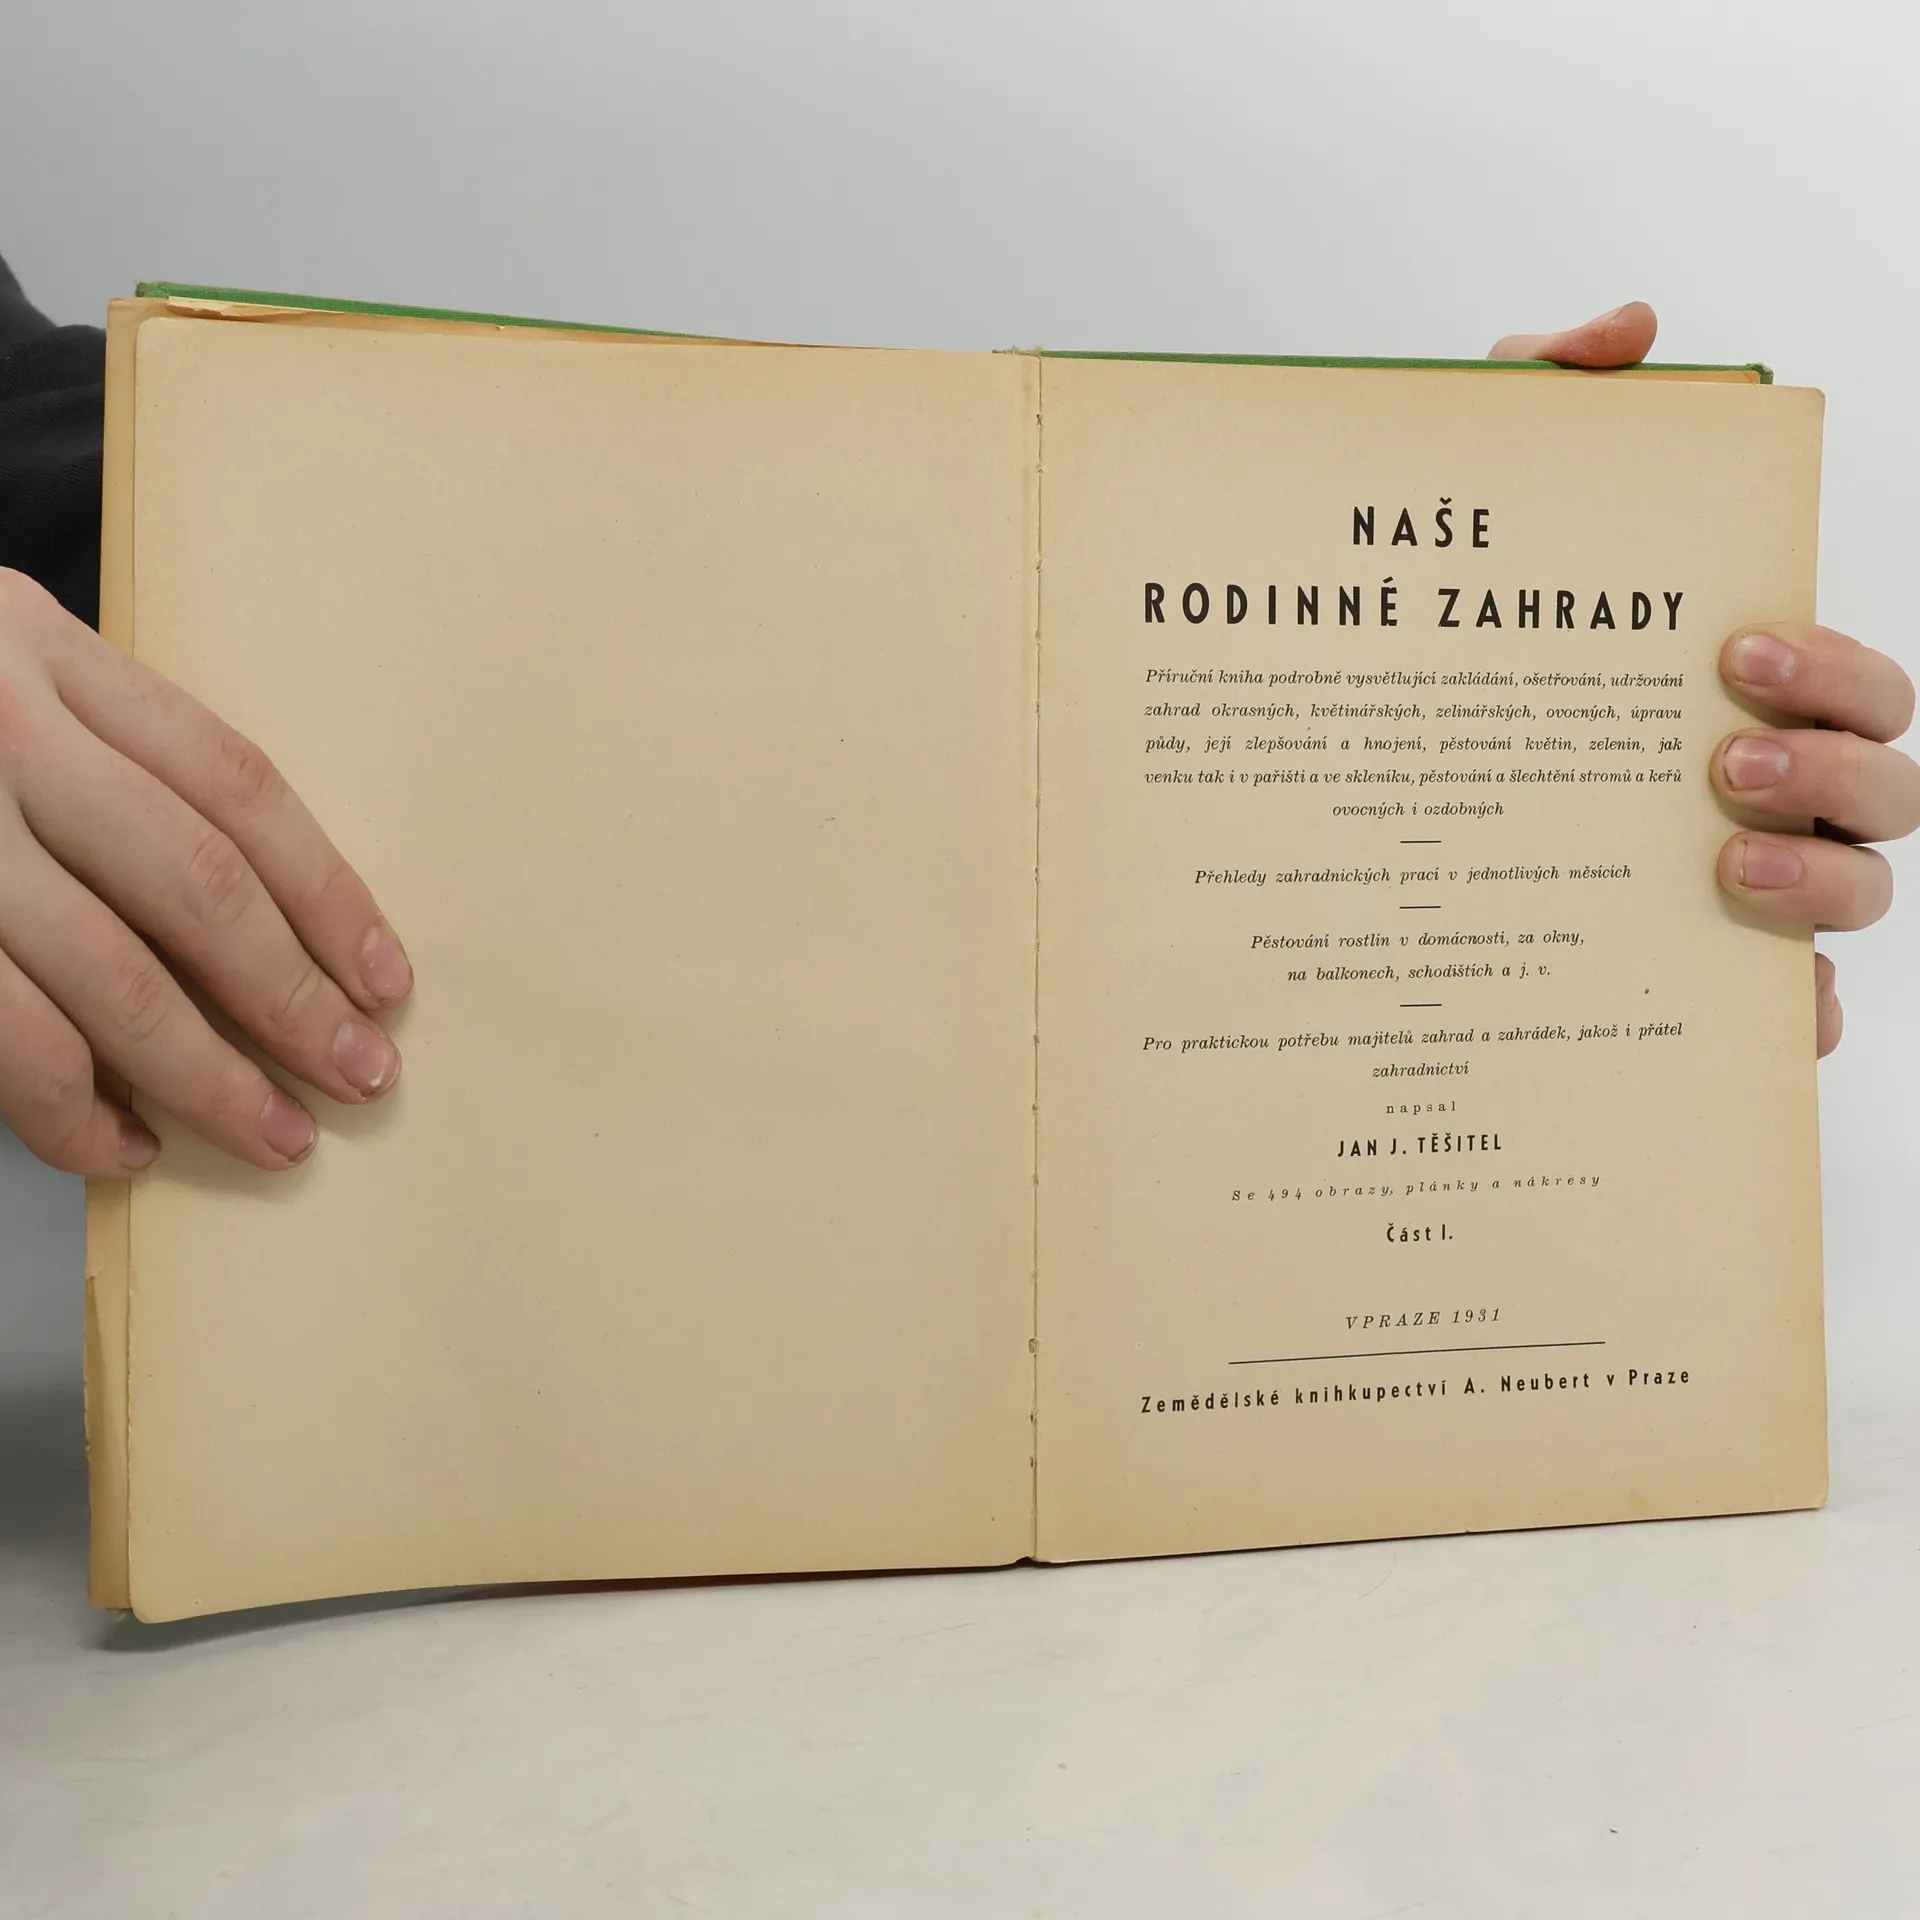 NAŠE
RODINNÉ ZAHRADY
Příruční kniha podrobně vysvětlující zakládání, ošetřování, udržování
zahrad okrasných, květinářských, zelinářských, ovocných, úpravu
půdy, její zlepšování a hnojení, pěstování květin, zelenin, jak
venku tak i v pařišti a ve skleníku, pěstování a šlechtění stromů a keřů
ovocných i ozdobných
Přehledy zahradnických prací v jednotlivých měsících
Pěstování rostlin v domácnosti, za okny,
na balkonech, schodištích a j. v.
Pro praktickou potřebu majitelů zahrad a zahrádek, jakož i přátel
zahradnictví
napsal
JAN J. TĚŠITEL
Se 494 obrazy, plánky a nákresy
Část I.
V PRAZE 1931
Zemědělské knihkupectví A. Neubert v Praze